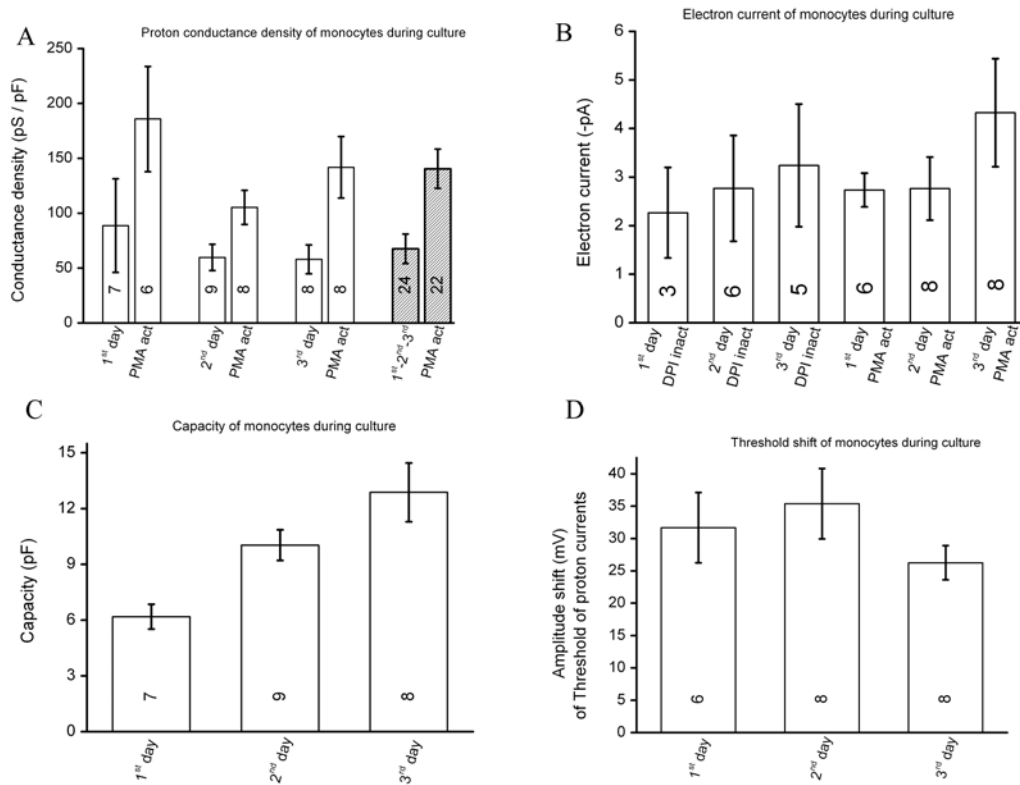 A
Proton conductance density of monocytes during culture
Conductance density (pS / pF)
250
200
150
100
50
0
7
6
9
8
8
8
24
22
1st day
PMA act
2nd day
PMA act
3rd day
PMA act
1st-2nd-3rd
PMA act
B
Electron current of monocytes during culture
Electron current (-pA)
6
5
4
3
2
1
0
3
6
5
6
8
8
1st day
DPI inact
2nd day
DPI inact
3rd day
DPI inact
1st day
PMA act
2nd day
PMA act
3rd day
PMA act
C
Capacity of monocytes during culture
Capacity (pF)
15
12
9
6
3
0
7
9
8
1st day
2nd day
3rd day
D
Threshold shift of monocytes during culture
Amplitude shift (mV)
of Threshold of proton currents
40
35
30
25
20
15
10
5
0
6
8
8
1st day
2nd day
3rd day